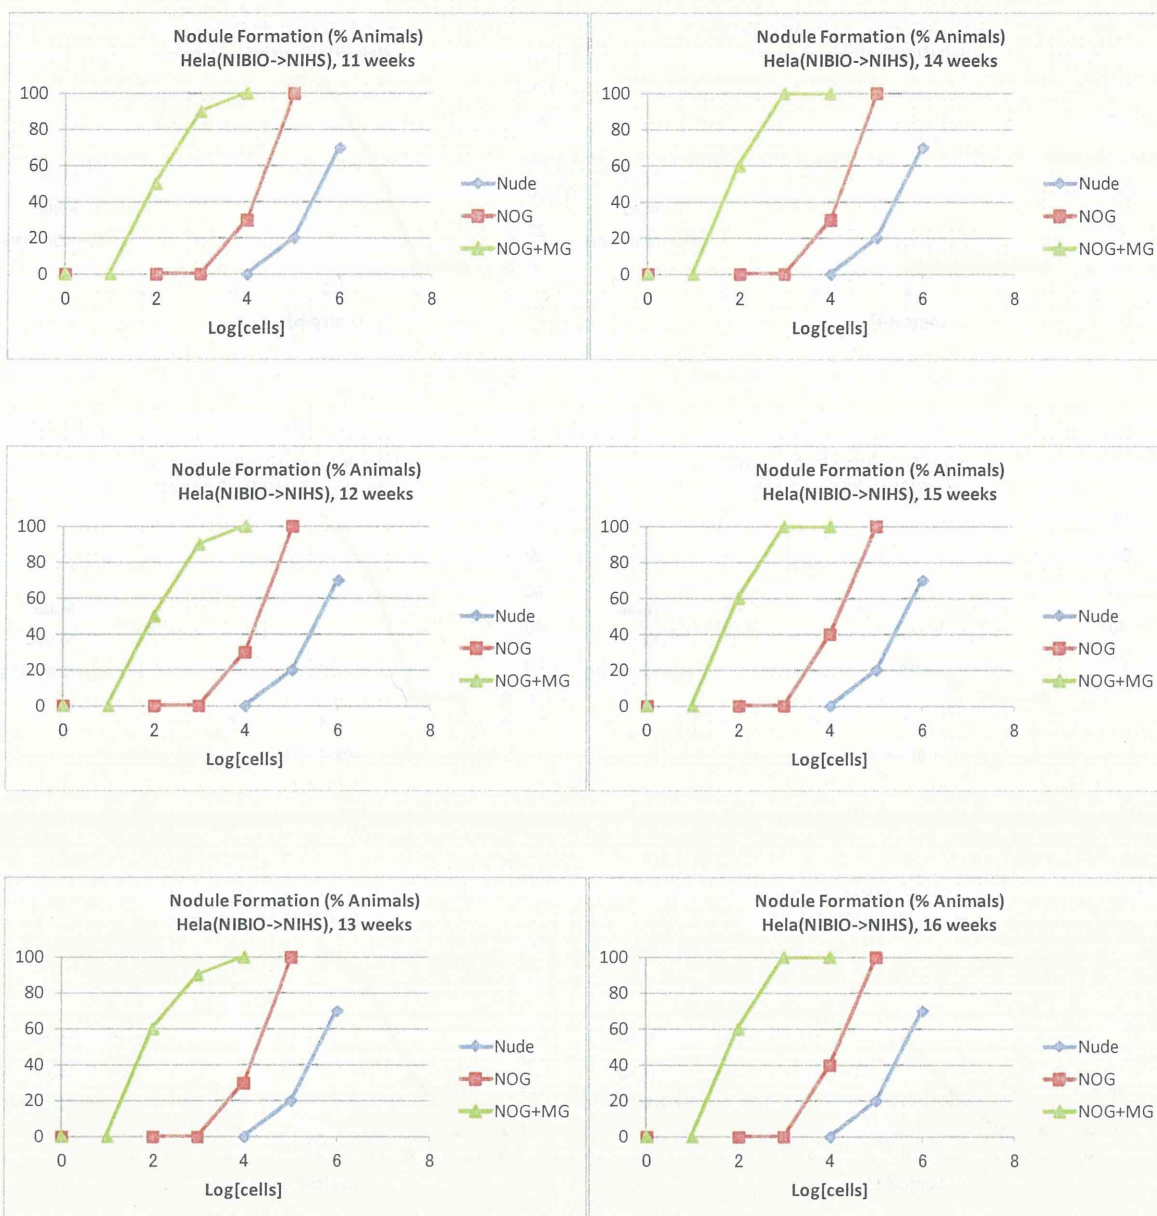 Nodule Formation (% Animals)
Hela(NIBIO->NIHS), 11 weeks
100
80
60
40
20
0
0 2 4 6 8
Log[cells]
Nude
NOG
NOG+MG
Nodule Formation (% Animals)
Hela(NIBIO->NIHS), 14 weeks
100
80
60
40
20
0
0 2 4 6 8
Log[cells]
Nude
NOG
NOG+MG
Nodule Formation (% Animals)
Hela(NIBIO->NIHS), 12 weeks
100
80
60
40
20
0
0 2 4 6 8
Log[cells]
Nude
NOG
NOG+MG
Nodule Formation (% Animals)
Hela(NIBIO->NIHS), 15 weeks
100
80
60
40
20
0
0 2 4 6 8
Log[cells]
Nude
NOG
NOG+MG
Nodule Formation (% Animals)
Hela(NIBIO->NIHS), 13 weeks
100
80
60
40
20
0
0 2 4 6 8
Log[cells]
Nude
NOG
NOG+MG
Nodule Formation (% Animals)
Hela(NIBIO->NIHS), 16 weeks
100
80
60
40
20
0
0 2 4 6 8
Log[cells]
Nude
NOG
NOG+MG